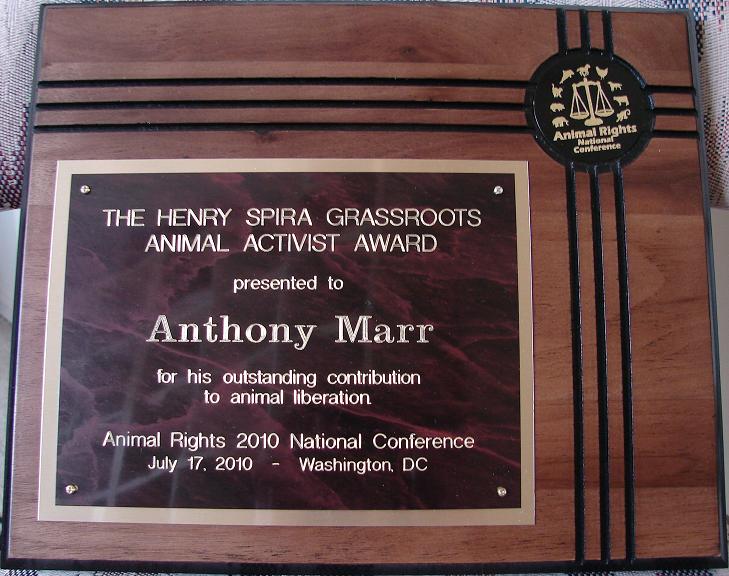 Animal Rights
National
Conference
THE HENRY SPIRA GRASSROOTS
ANIMAL ACTIVIST AWARD
presented to
Anthony Marr
for his outstanding contribution
to animal liberation.
Animal Rights 2010 National Conference
July 17, 2010 - Washington, DC